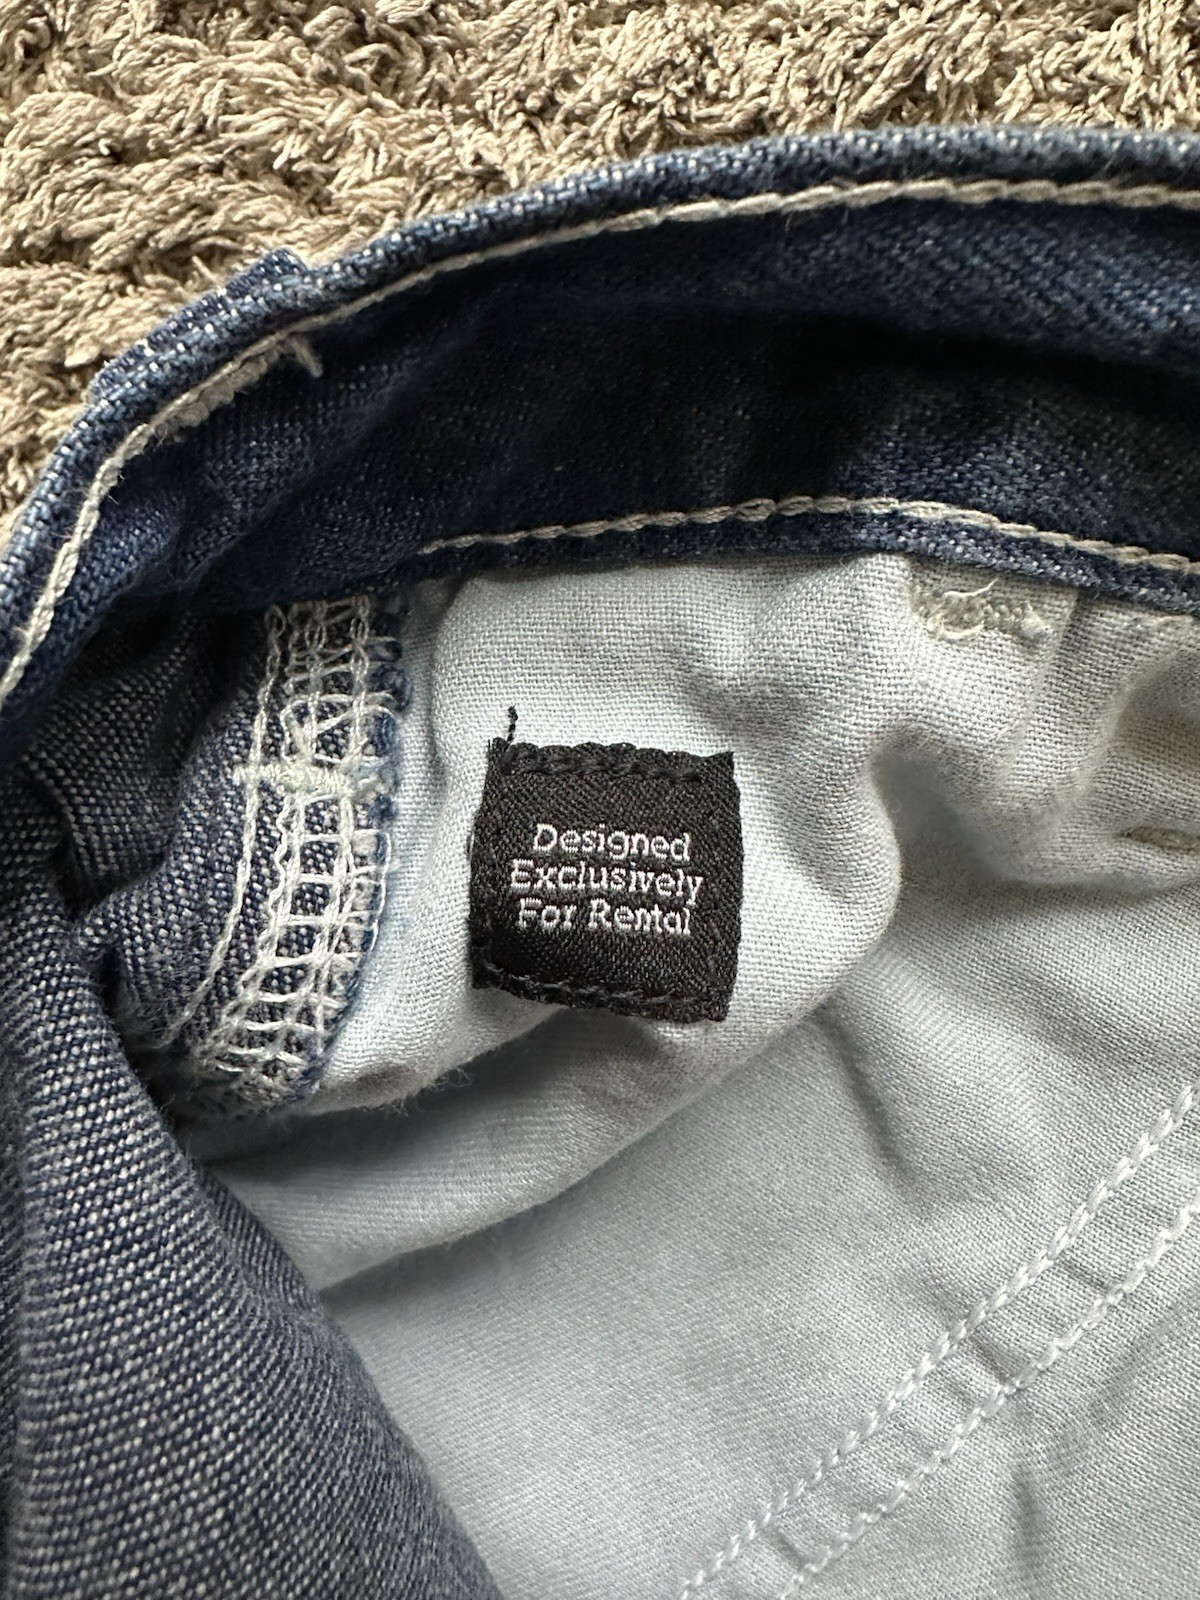 Designed
Exclusively
For Rental